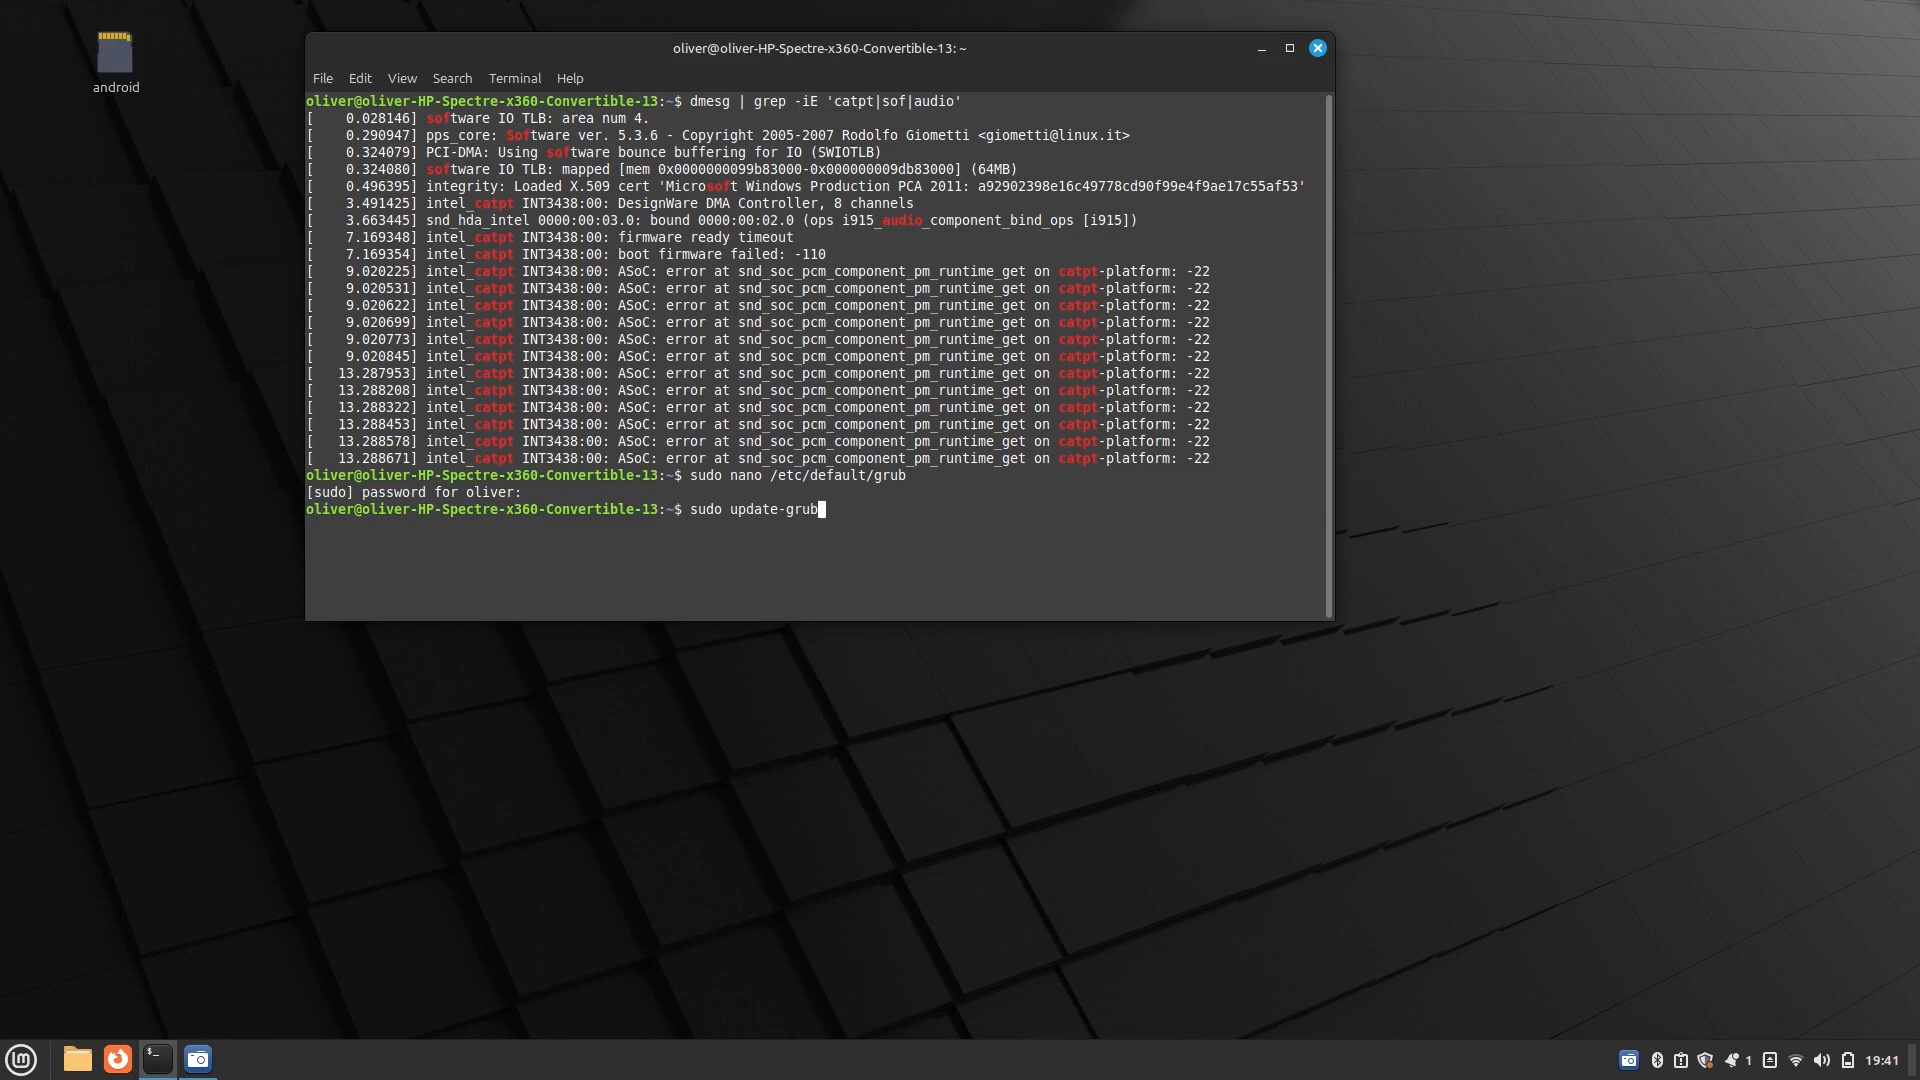 android
oliver@oliver-HP-Spectre-x360-Convertible-13: ~
File Edit View Search Terminal Help
oliver@oliver-HP-Spectre-x360-Convertible-13:~$ dmesg | grep -iE 'catpt|sof|audio'
[    0.028146] software IO TLB: area num 4.
[    0.290947] pps_core: Software ver. 5.3.6 - Copyright 2005-2007 Rodolfo Giometti <giometti@linux.it>
[    0.324079] PCI-DMA: Using software bounce buffering for IO (SWIOTLB)
[    0.324080] software IO TLB: mapped [mem 0x0000000099b83000-0x000000009db83000] (64MB)
[    0.496395] integrity: Loaded X.509 cert 'Microsoft Windows Production PCA 2011: a92902398e16c49778cd90f99e4f9ae17c55af53'
[    3.491425] intel_catpt INT3438:00: DesignWare DMA Controller, 8 channels
[    3.663445] snd_hda_intel 0000:00:03.0: bound 0000:00:02.0 (ops i915_audio_component_bind_ops [i915])
[    7.169348] intel_catpt INT3438:00: firmware ready timeout
[    7.169354] intel_catpt INT3438:00: boot firmware failed: -110
[    9.020225] intel_catpt INT3438:00: ASoC: error at snd_soc_pcm_component_pm_runtime_get on catpt-platform: -22
[    9.020531] intel_catpt INT3438:00: ASoC: error at snd_soc_pcm_component_pm_runtime_get on catpt-platform: -22
[    9.020622] intel_catpt INT3438:00: ASoC: error at snd_soc_pcm_component_pm_runtime_get on catpt-platform: -22
[    9.020699] intel_catpt INT3438:00: ASoC: error at snd_soc_pcm_component_pm_runtime_get on catpt-platform: -22
[    9.020773] intel_catpt INT3438:00: ASoC: error at snd_soc_pcm_component_pm_runtime_get on catpt-platform: -22
[    9.020845] intel_catpt INT3438:00: ASoC: error at snd_soc_pcm_component_pm_runtime_get on catpt-platform: -22
[   13.287953] intel_catpt INT3438:00: ASoC: error at snd_soc_pcm_component_pm_runtime_get on catpt-platform: -22
[   13.288208] intel_catpt INT3438:00: ASoC: error at snd_soc_pcm_component_pm_runtime_get on catpt-platform: -22
[   13.288322] intel_catpt INT3438:00: ASoC: error at snd_soc_pcm_component_pm_runtime_get on catpt-platform: -22
[   13.288453] intel_catpt INT3438:00: ASoC: error at snd_soc_pcm_component_pm_runtime_get on catpt-platform: -22
[   13.288578] intel_catpt INT3438:00: ASoC: error at snd_soc_pcm_component_pm_runtime_get on catpt-platform: -22
[   13.288671] intel_catpt INT3438:00: ASoC: error at snd_soc_pcm_component_pm_runtime_get on catpt-platform: -22
oliver@oliver-HP-Spectre-x360-Convertible-13:~$ sudo nano /etc/default/grub
[sudo] password for oliver:
oliver@oliver-HP-Spectre-x360-Convertible-13:~$ sudo update-grub
1 19:41